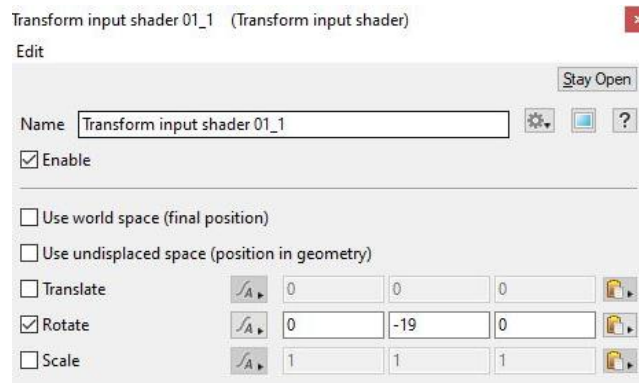 Transform input shader 01_1 (Transform input shader)
Edit
Stay Open
Name Transform input shader 01_1 ?
Enable
Use world space (final position)
Use undisplaced space (position in geometry)
Translate A 0 0 0
Rotate A 0 -19 0
Scale A 1 1 1